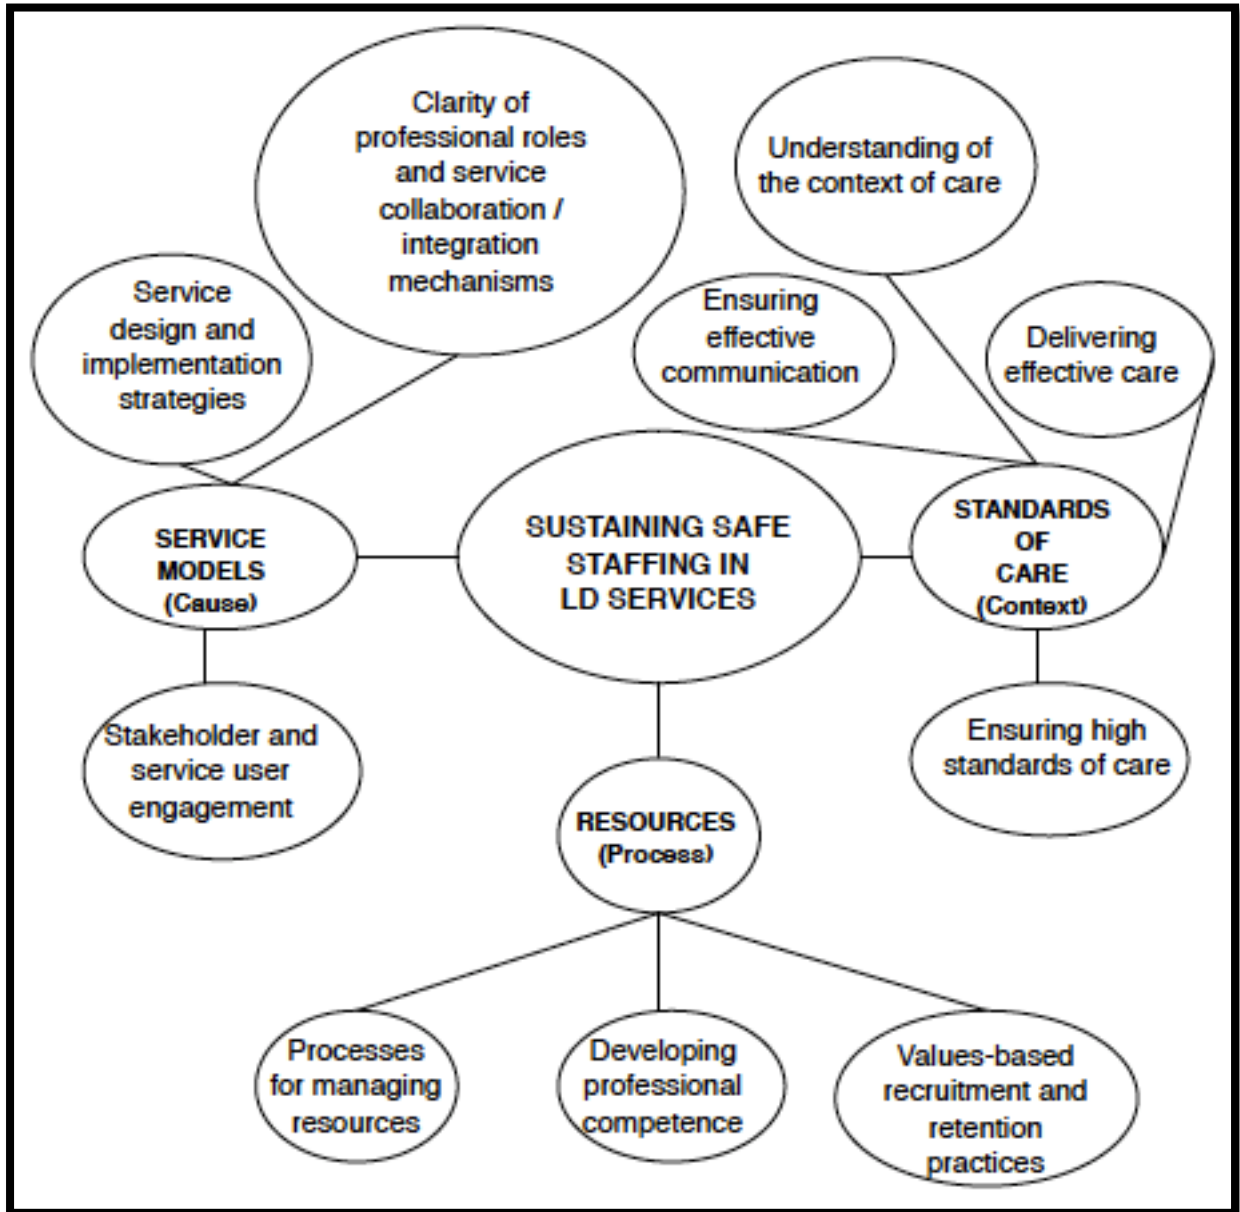 Clarity of
professional roles
and service
collaboration /
integration
mechanisms
Understanding of
the context of care
Service
design and
implementation
strategies
Ensuring
effective
communication
Delivering
effective care
SERVICE
MODELS
(Cause)
SUSTAINING SAFE
STAFFING IN
LD SERVICES
STANDARDS
OF
CARE
(Context)
Stakeholder and
service user
engagement
Ensuring high
standards of care
RESOURCES
(Process)
Processes
for managing
resources
Developing
professional
competence
Values-based
recruitment and
retention
practices